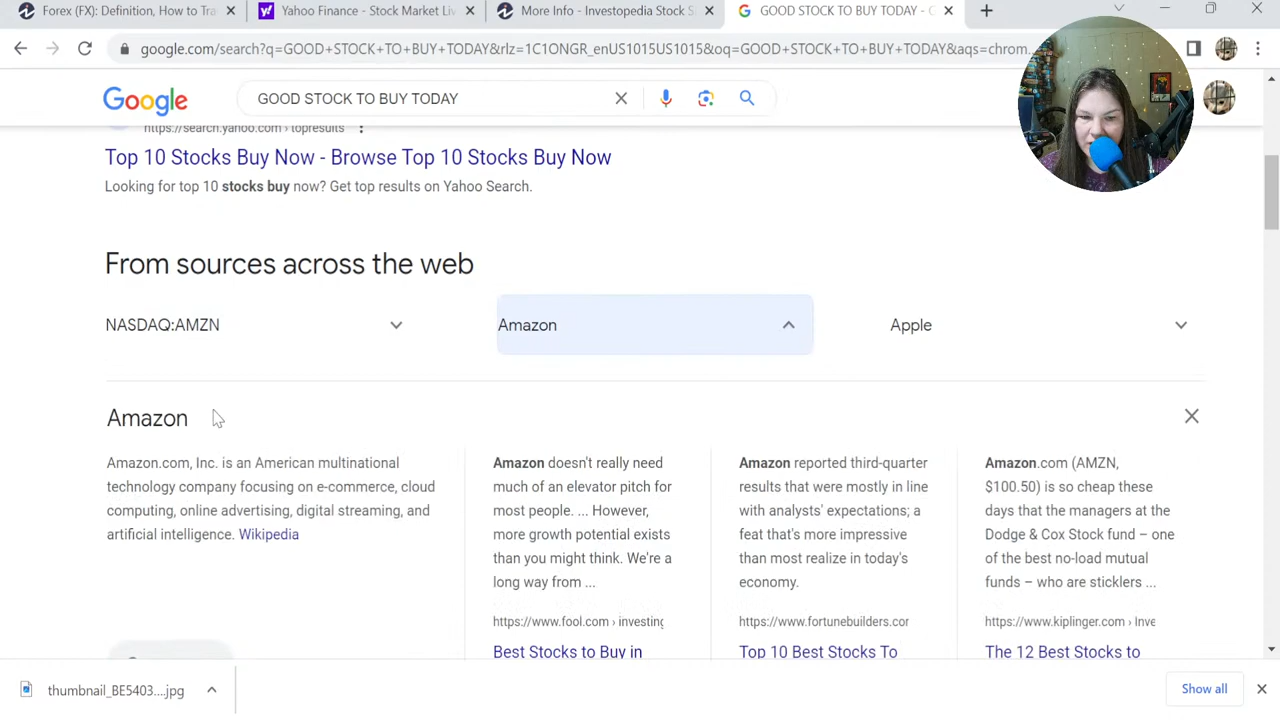 Forex (FX): Definition, How to Tra
Yahoo Finance - Stock Market Liv
More Info - Investopedia Stock S
GOOD STOCK TO BUY TODAY - G
google.com/search?q=GOOD+STOCK+TO+BUY+TODAY&rlz=1C1ONGR_enUS1015US1015&oq=GOOD+STOCK+TO+BUY+TODAY&aqs=chrom...
Google
GOOD STOCK TO BUY TODAY
https://search.yahoo.com › topresults
Top 10 Stocks Buy Now - Browse Top 10 Stocks Buy Now
Looking for top 10 stocks buy now? Get top results on Yahoo Search.
From sources across the web
NASDAQ:AMZN
Amazon
Apple
Amazon
Amazon.com, Inc. is an American multinational
technology company focusing on e-commerce, cloud
computing, online advertising, digital streaming, and
artificial intelligence. Wikipedia
Amazon doesn't really need
much of an elevator pitch for
most people. ... However,
more growth potential exists
than you might think. We're a
long way from ...
https://www.fool.com › investing
Best Stocks to Buy in
Amazon reported third-quarter
results that were mostly in line
with analysts' expectations; a
feat that's more impressive
than most realize in today's
economy.
https://www.fortunebuilders.cor
Top 10 Best Stocks To
Amazon.com (AMZN,
$100.50) is so cheap these
days that the managers at the
Dodge & Cox Stock fund – one
of the best no-load mutual
funds – who are sticklers ...
https://www.kiplinger.com › Inve
The 12 Best Stocks to
thumbnail_BE5403....jpg
Show all